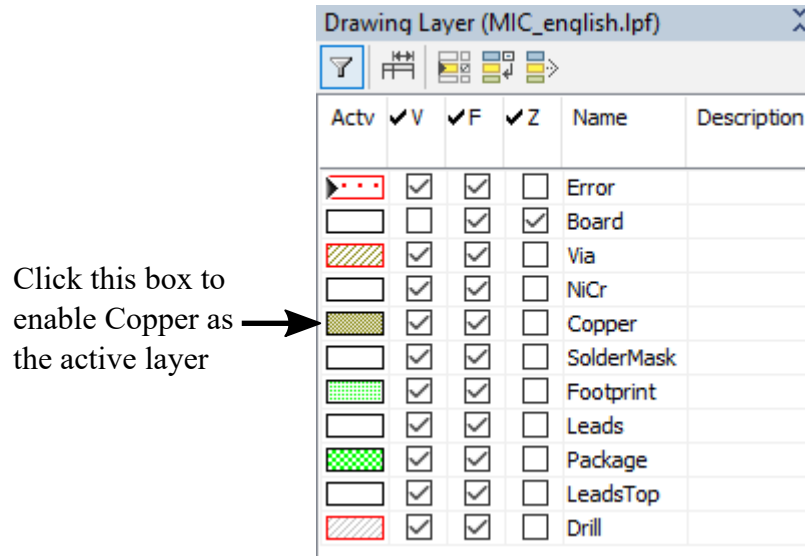 Drawing Layer (MIC_english.lpf)
Actv V F Z Name Description
Error
Board
Via
Click this box to
NiCr
enable Copper as
Copper
the active layer
SolderMask
Footprint
Leads
Package
LeadsTop
Drill